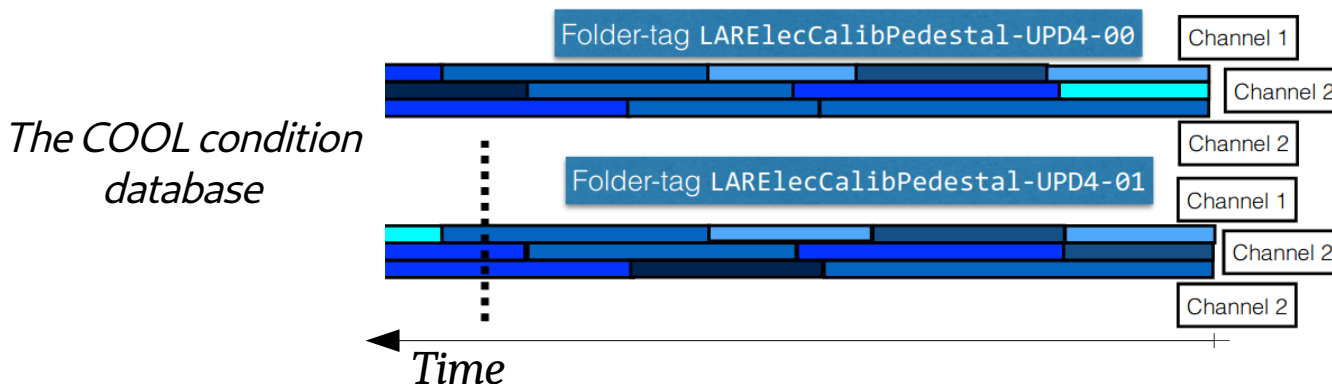 Folder-tag LARElecCalibPedestal-UPD4-00
Channel 1
Channel 2
The COOL condition
database
Channel 2
Folder-tag LARElecCalibPedestal-UPD4-01
Channel 1
Channel 2
Channel 2
Time